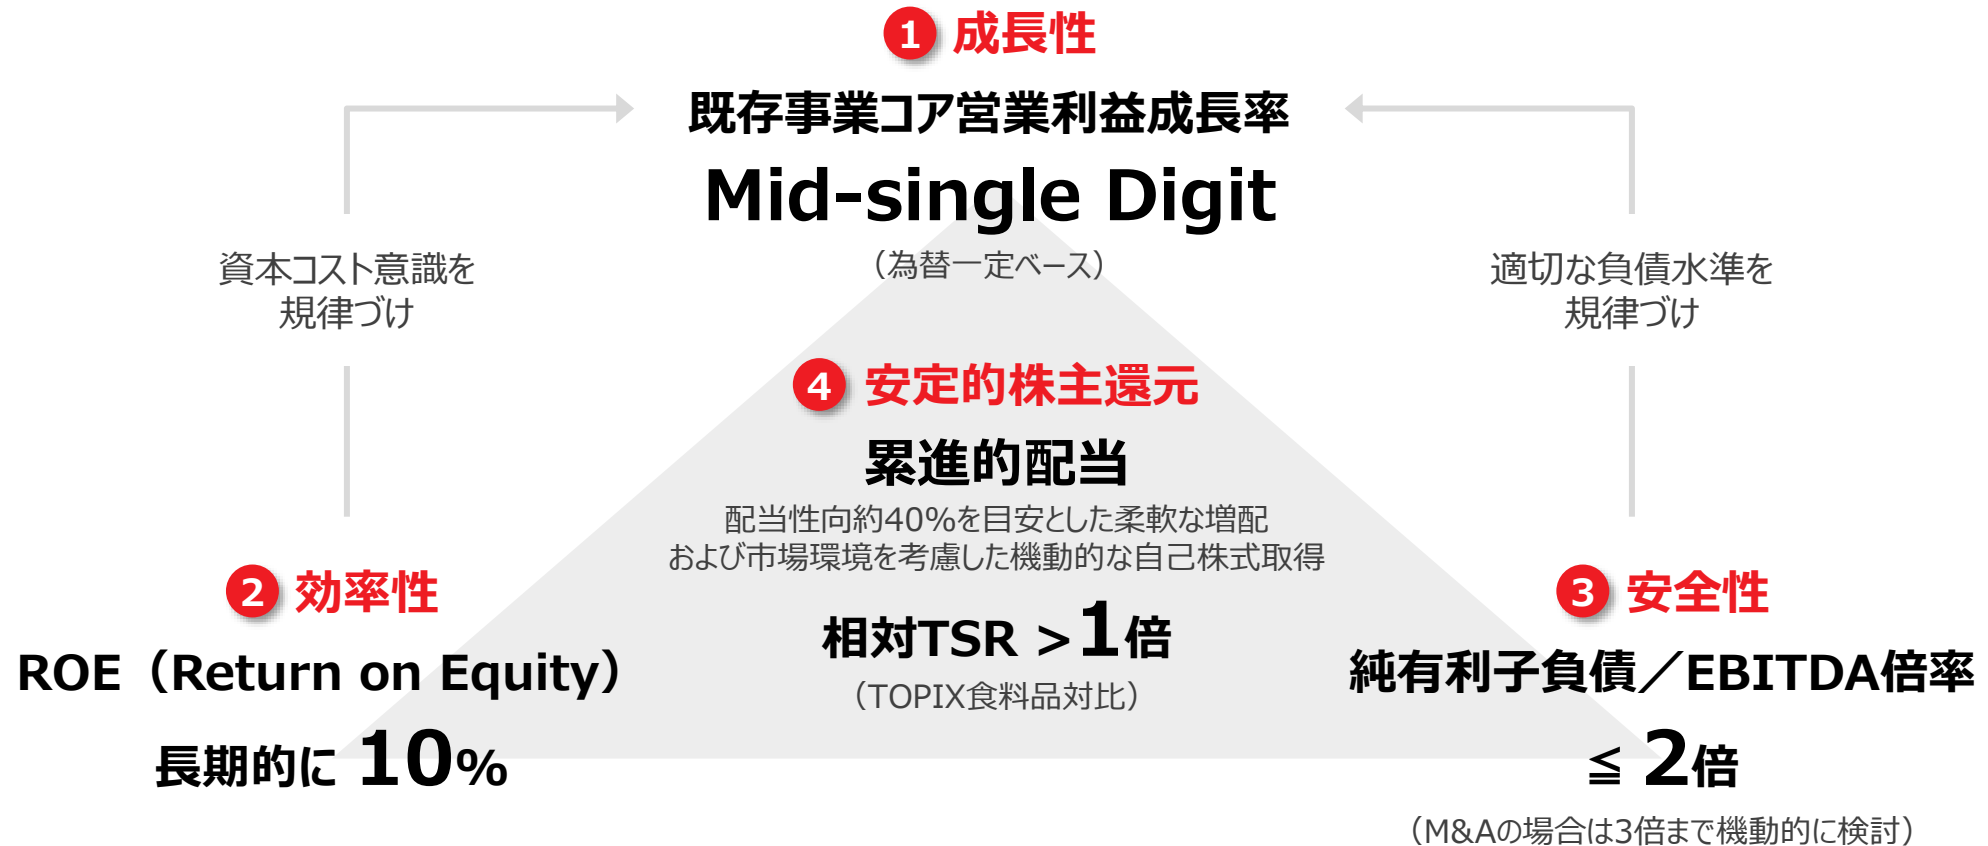 1 成長性
既存事業コア営業利益成長率
Mid-single Digit
（為替一定ベース）
資本コスト意識を
規律づけ
適切な負債水準を
規律づけ
4 安定的株主還元
累進的配当
配当性向約40%を目安とした柔軟な増配
および市場環境を考慮した機動的な自己株式取得
相対TSR >1倍
（TOPIX食料品対比）
2 効率性
ROE（Return on Equity）
長期的に 10%
3 安全性
純有利子負債／EBITDA倍率
≦ 2倍
（M&Aの場合は3倍まで機動的に検討）